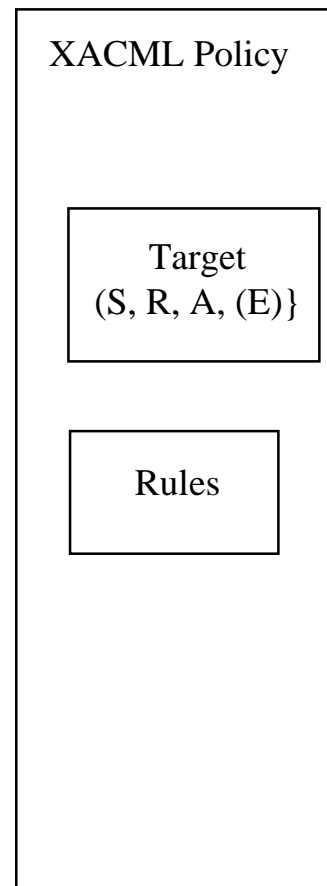 XACML Policy
Target
(S, R, A, (E)}
Rules